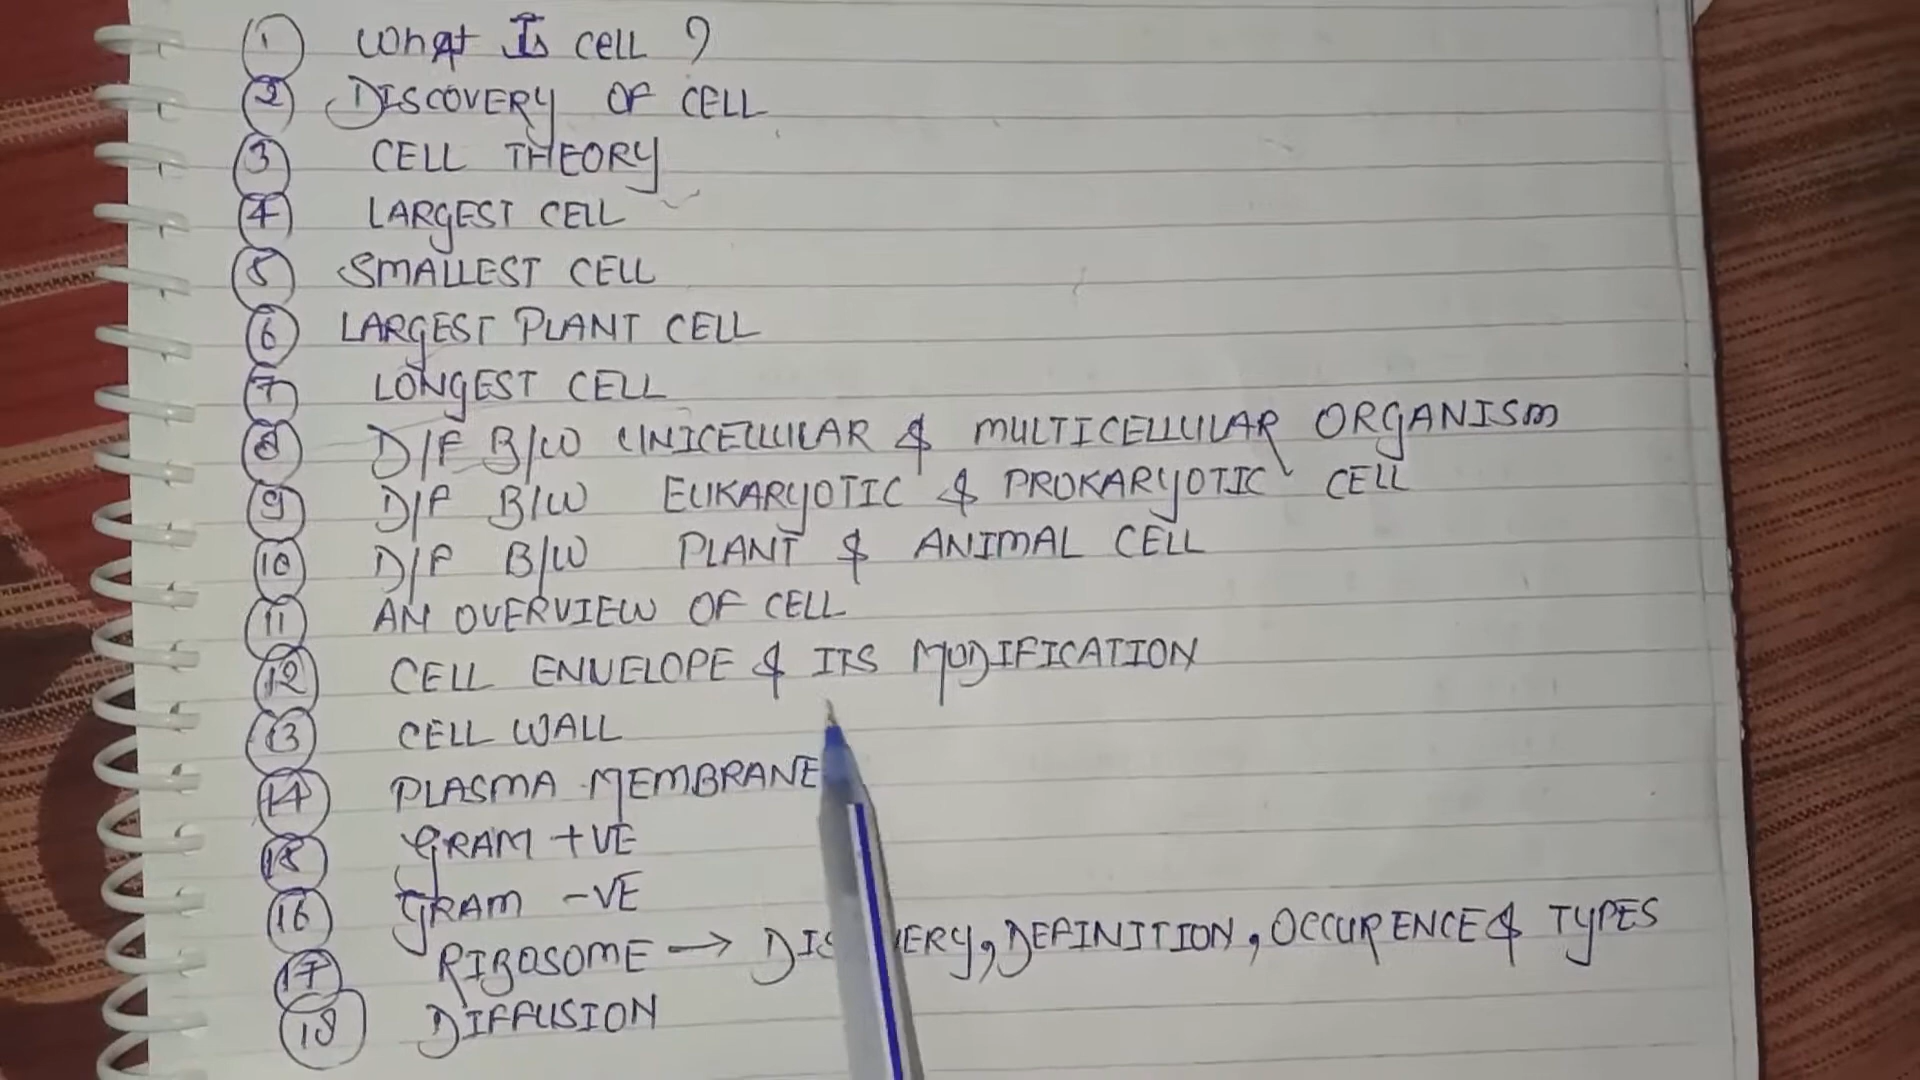 1 What Is cell ?
2 DISCOVERY OF CELL
3 CELL THEORY
4 LARGEST CELL
5 SMALLEST CELL
6 LARGEST PLANT CELL
7 LONGEST CELL
8 D/F B/W UNICELLULAR & MULTICELLULAR ORGANISM
9 D/F B/W EUKARYOTIC & PROKARYOTIC CELL
10 D/F B/W PLANT & ANIMAL CELL
11 AN OVERVIEW OF CELL
12 CELL ENVELOPE & ITS MODIFICATION
13 CELL WALL
14 PLASMA MEMBRANE
15 GRAM +VE
16 GRAM -VE
17 RIBOSOME → DEFINITION, OCCURENCE & TYPES
18 DIFFUSION